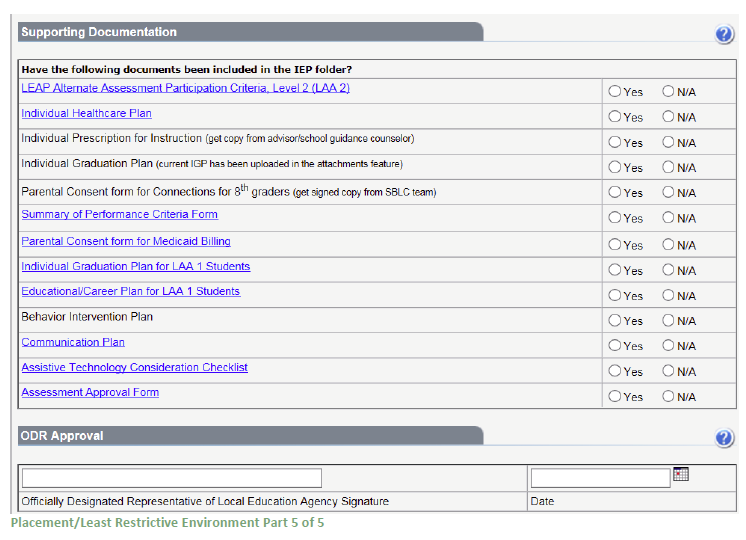 Supporting Documentation
?
Have the following documents been included in the IEP folder?
LEAP Alternate Assessment Participation Criteria, Level 2 (LAA 2) Yes N/A
Individual Healthcare Plan Yes N/A
Individual Prescription for Instruction (get copy from advisor/school guidance counselor) Yes N/A
Individual Graduation Plan (current IGP has been uploaded in the attachments feature) Yes N/A
Parental Consent form for Connections for 8th graders (get signed copy from SBLC team) Yes N/A
Summary of Performance Criteria Form Yes N/A
Parental Consent form for Medicaid Billing Yes N/A
Individual Graduation Plan for LAA 1 Students Yes N/A
Educational/Career Plan for LAA 1 Students Yes N/A
Behavior Intervention Plan Yes N/A
Communication Plan Yes N/A
Assistive Technology Consideration Checklist Yes N/A
Assessment Approval Form Yes N/A
ODR Approval
?
Officially Designated Representative of Local Education Agency Signature Date
Placement/Least Restrictive Environment Part 5 of 5